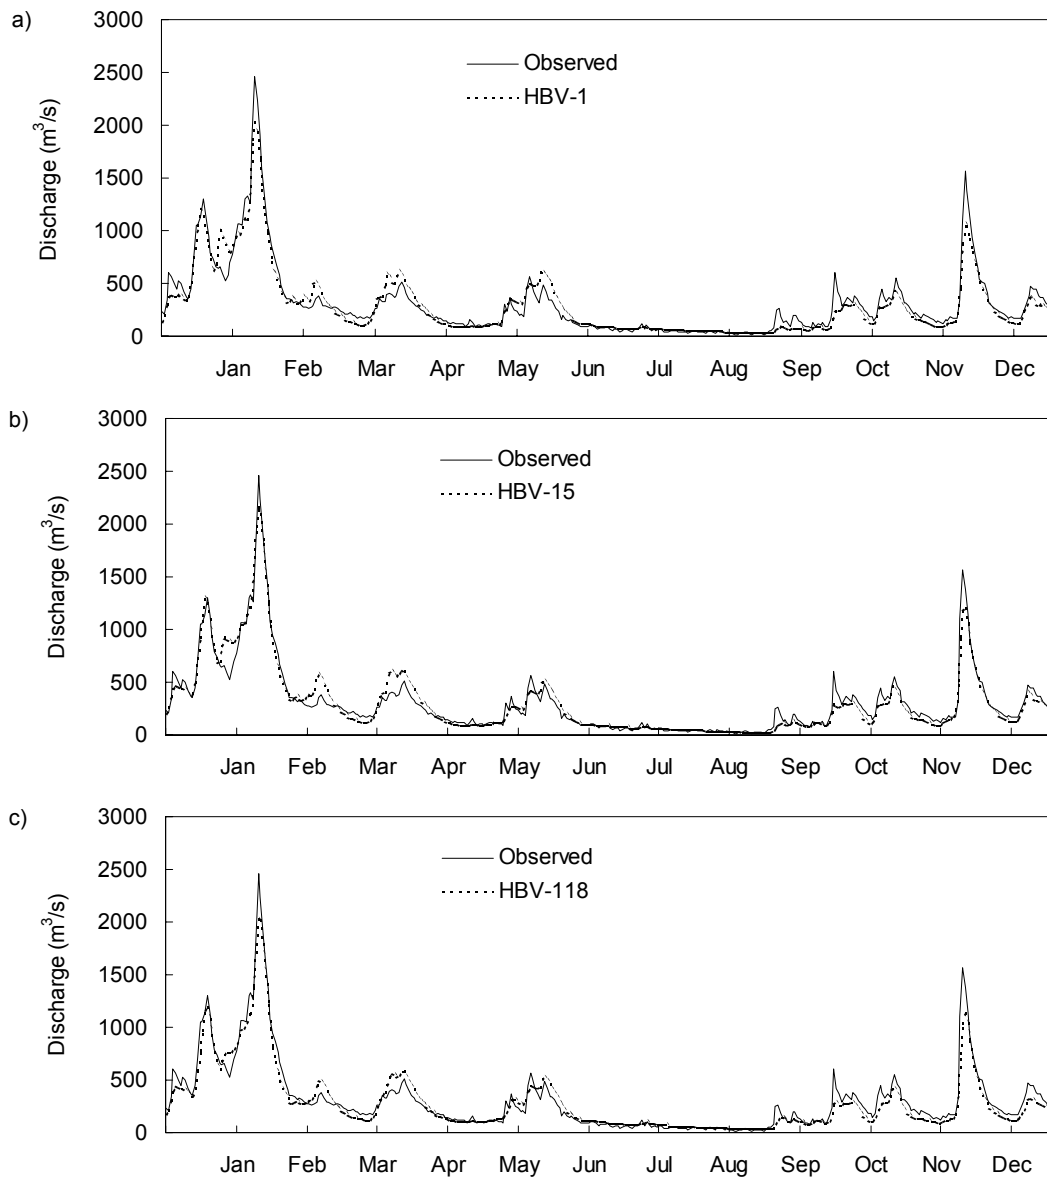 a)
Discharge (m³/s)
3000
2500
2000
1500
1000
500
0
Observed
HBV-1
Jan Feb Mar Apr May Jun Jul Aug Sep Oct Nov Dec
b)
Discharge (m³/s)
3000
2500
2000
1500
1000
500
0
Observed
HBV-15
Jan Feb Mar Apr May Jun Jul Aug Sep Oct Nov Dec
c)
Discharge (m³/s)
3000
2500
2000
1500
1000
500
0
Observed
HBV-118
Jan Feb Mar Apr May Jun Jul Aug Sep Oct Nov Dec